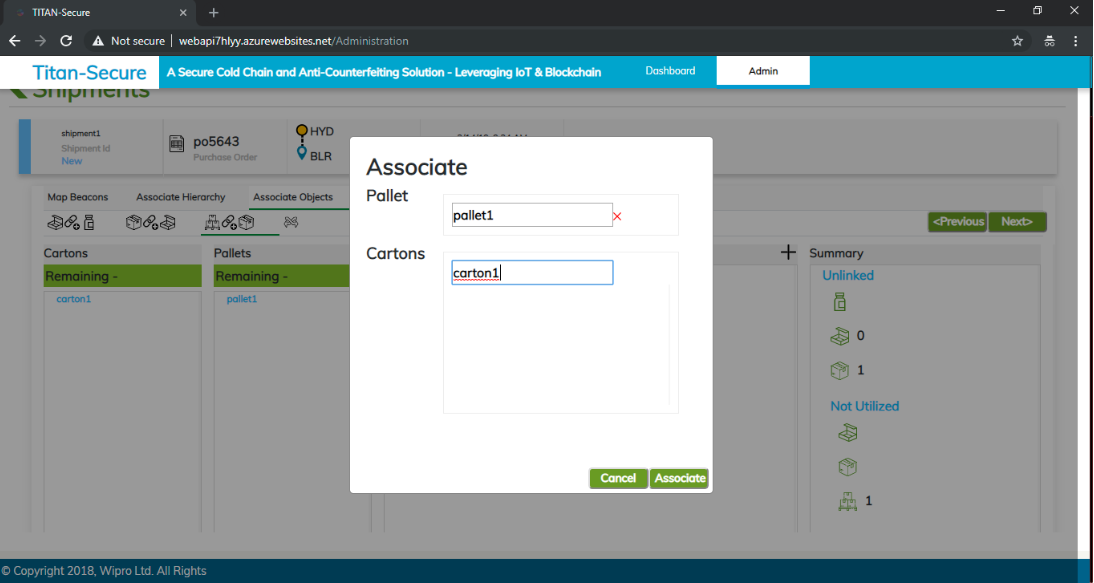 TITAN-Secure
Not secure | webapi7hlyy.azurewebsites.net/Administration
Titan-Secure
A Secure Cold Chain and Anti-Counterfeiting Solution - Leveraging IoT & Blockchain
Dashboard
Admin
Shipments
shipment1
Shipment Id
New
po5643
Purchase Order
HYD
BLR
Map Beacons
Associate Hierarchy
Associate Objects
<Previous
Next>
Cartons
Remaining -
carton1
Pallets
Remaining -
pallet1
Associate
Pallet
pallet1
Cartons
carton1
Cancel
Associate
Summary
Unlinked
0
1
Not Utilized
1
© Copyright 2018, Wipro Ltd. All Rights